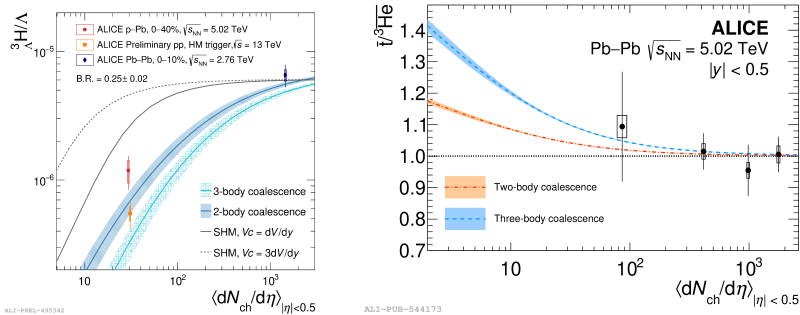 ³ΛH/Λ
ALICE p–Pb, 0–40%, √sNN = 5.02 TeV
ALICE Preliminary pp, HM trigger,√s = 13 TeV
ALICE Pb–Pb, 0–10%, √sNN = 2.76 TeV
B.R. = 0.25± 0.02
10⁻⁵
10⁻⁶
3-body coalescence
2-body coalescence
SHM, Vc = dV/dy
SHM, Vc = 3dV/dy
10 10² 10³
⟨dNch/dη⟩|η|<0.5
ALI-PREL-495342
t̄/³H̅e̅
1.4
1.3
1.2
1.1
1.0
0.9
0.8
0.7
ALICE
Pb–Pb √sNN = 5.02 TeV
|y| < 0.5
Two-body coalescence
Three-body coalescence
10 10² 10³
⟨dNch/dη⟩|η| < 0.5
ALI-PUB-544173